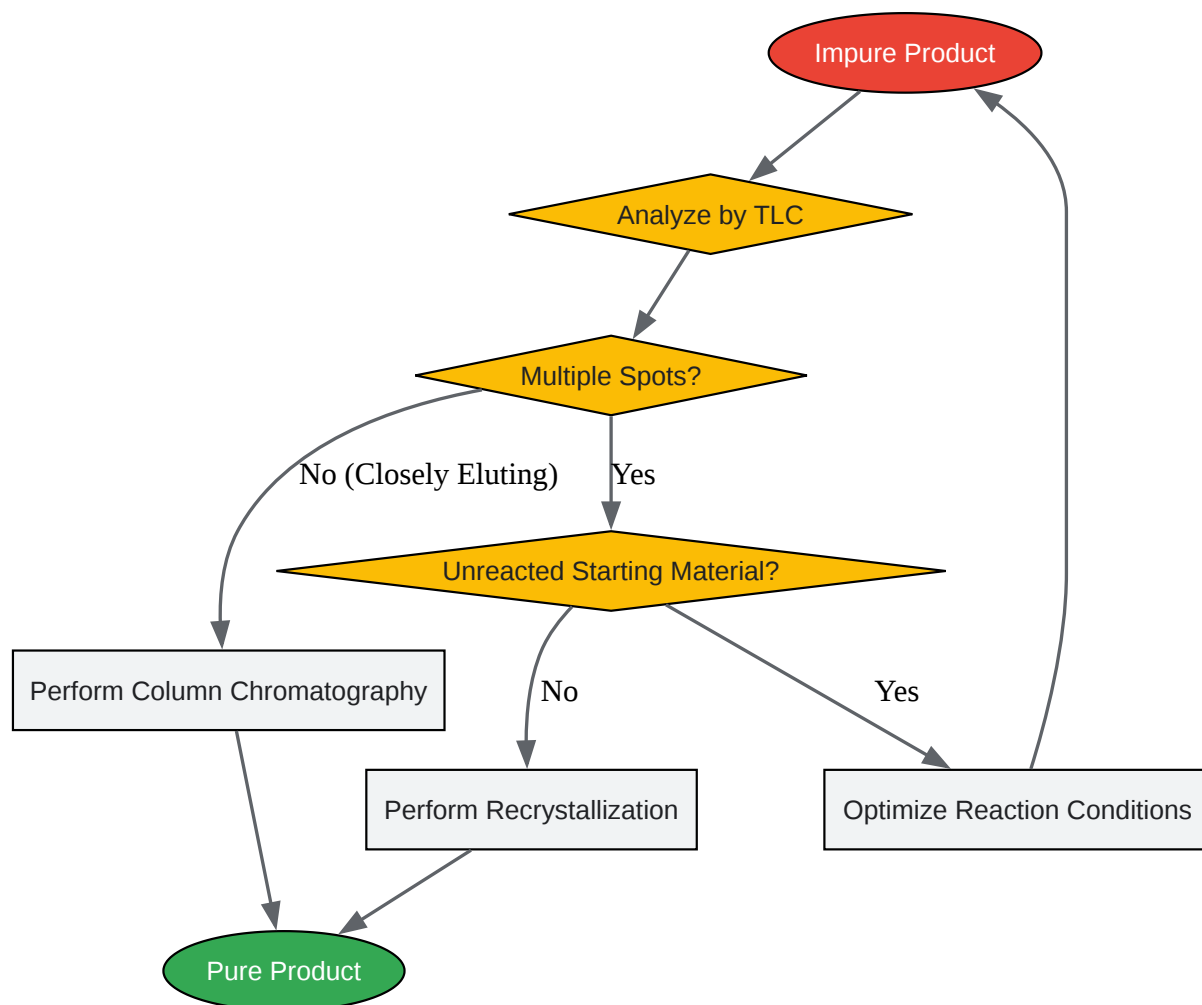 Impure Product
Analyze by TLC
Multiple Spots?
No (Closely Eluting)
Yes
Unreacted Starting Material?
Perform Column Chromatography
No
Yes
Perform Recrystallization
Optimize Reaction Conditions
Pure Product